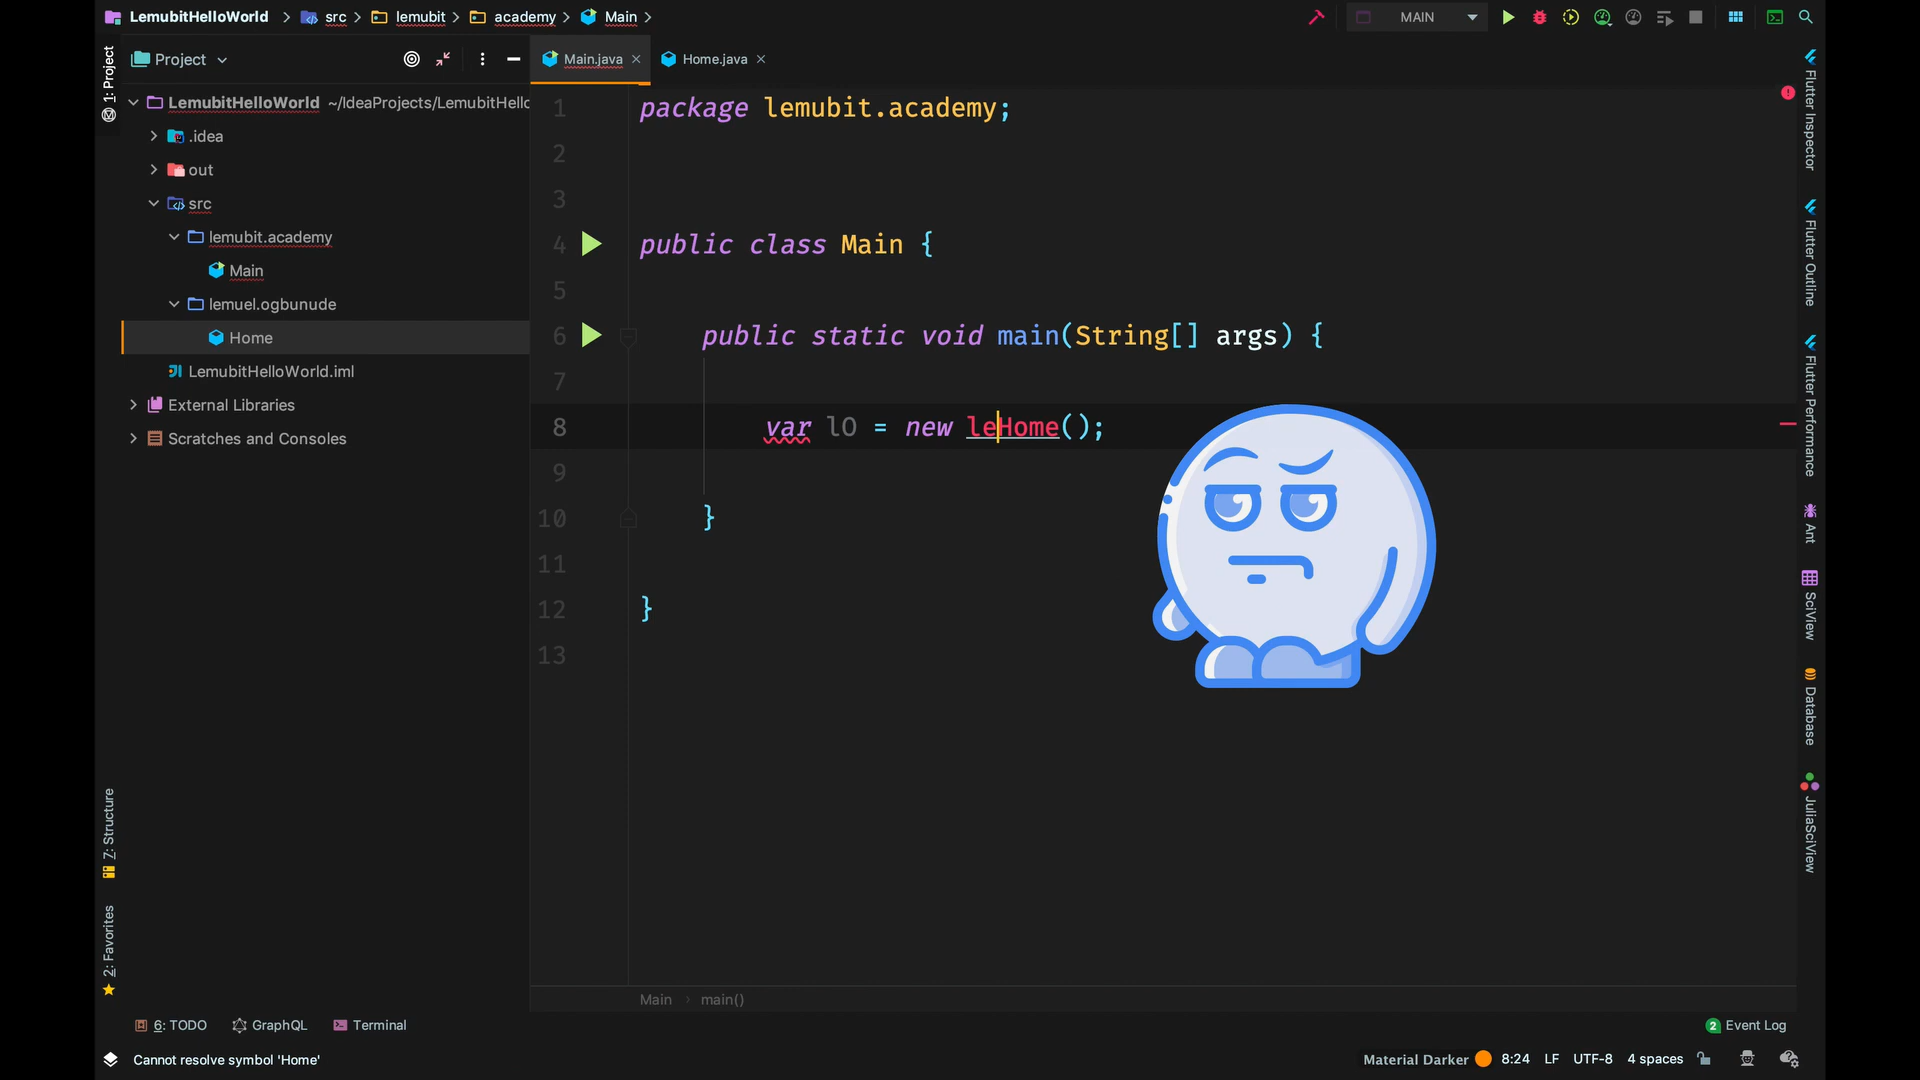 LemubitHelloWorld src lemubit academy Main
MAIN
1: Project
Project
Main.java
Home.java
LemubitHelloWorld ~/IdeaProjects/LemubitHello
.idea
out
src
lemubit.academy
Main
lemuel.ogbunude
Home
LemubitHelloWorld.iml
External Libraries
Scratches and Consoles
1 package lemubit.academy;
2
3
4 public class Main {
5
6 public static void main(String[] args) {
7
8 var lO = new leHome();
9
10 }
11
12 }
13
Flutter Inspector
Flutter Outline
Flutter Performance
Ant
SciView
Database
JuliaSciView
7: Structure
2: Favorites
Main main()
6: TODO GraphQL Terminal
2 Event Log
Cannot resolve symbol 'Home'
Material Darker 8:24 LF UTF-8 4 spaces